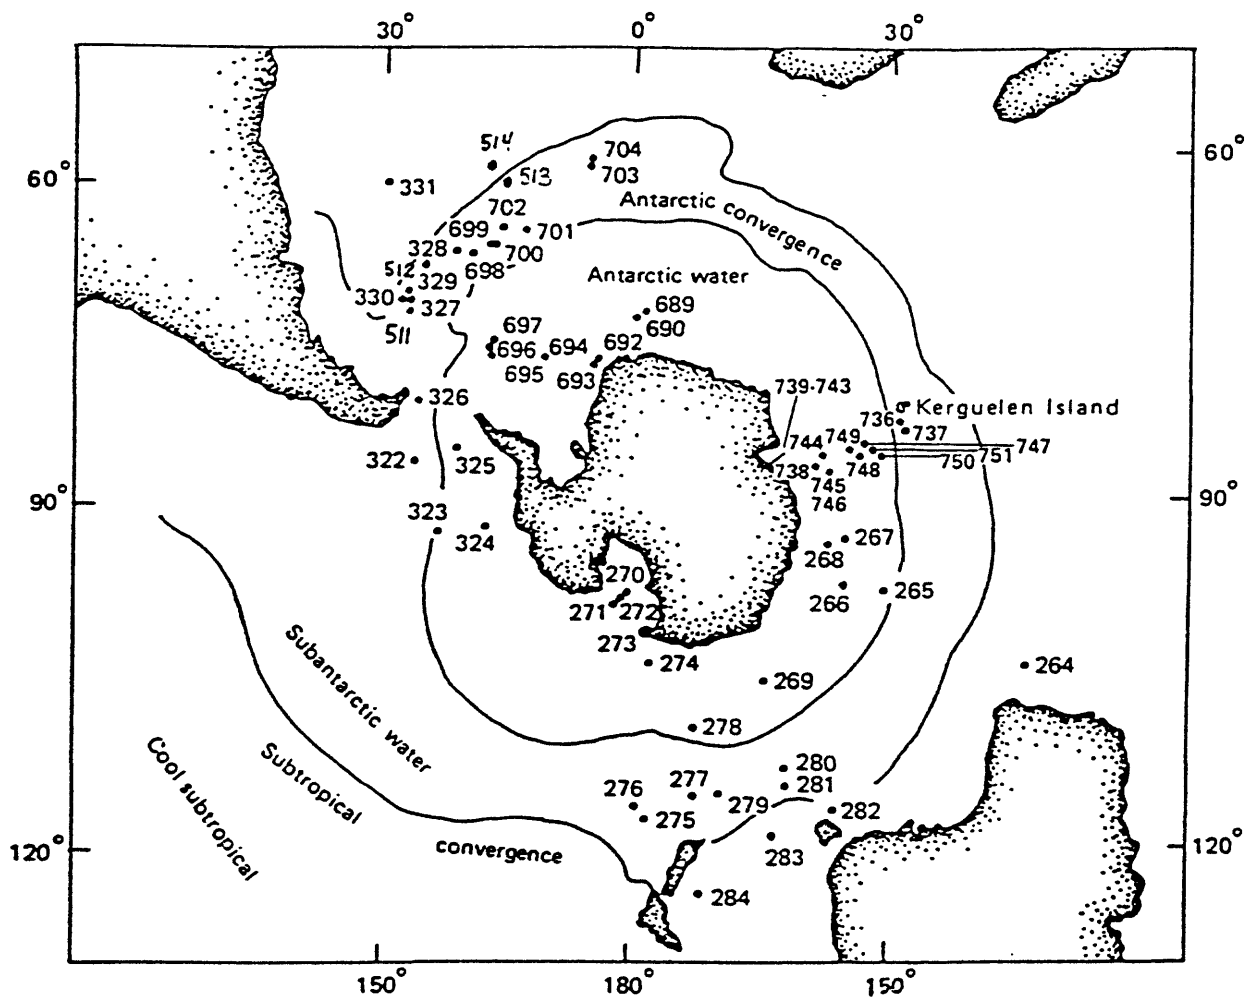 30° 0° 30°
514
704
60° 60°
331 513 703
702 Antarctic convergence
699 701
328 700
512 698
329 Antarctic water
330 327 689
511 690
697 692
696 694
695 693
739-743
326 736 Kerguelen Island
737
744 749 747
322 325 738 748 750 751
745
90° 746 90°
323
324 268 267
270
271 272 266 265
273
274 264
269
Subantarctic water
278
Subtropical
Cool subtropical
280
277 281
276 279 282
275
convergence
120° 283 120°
284
150° 180° 150°